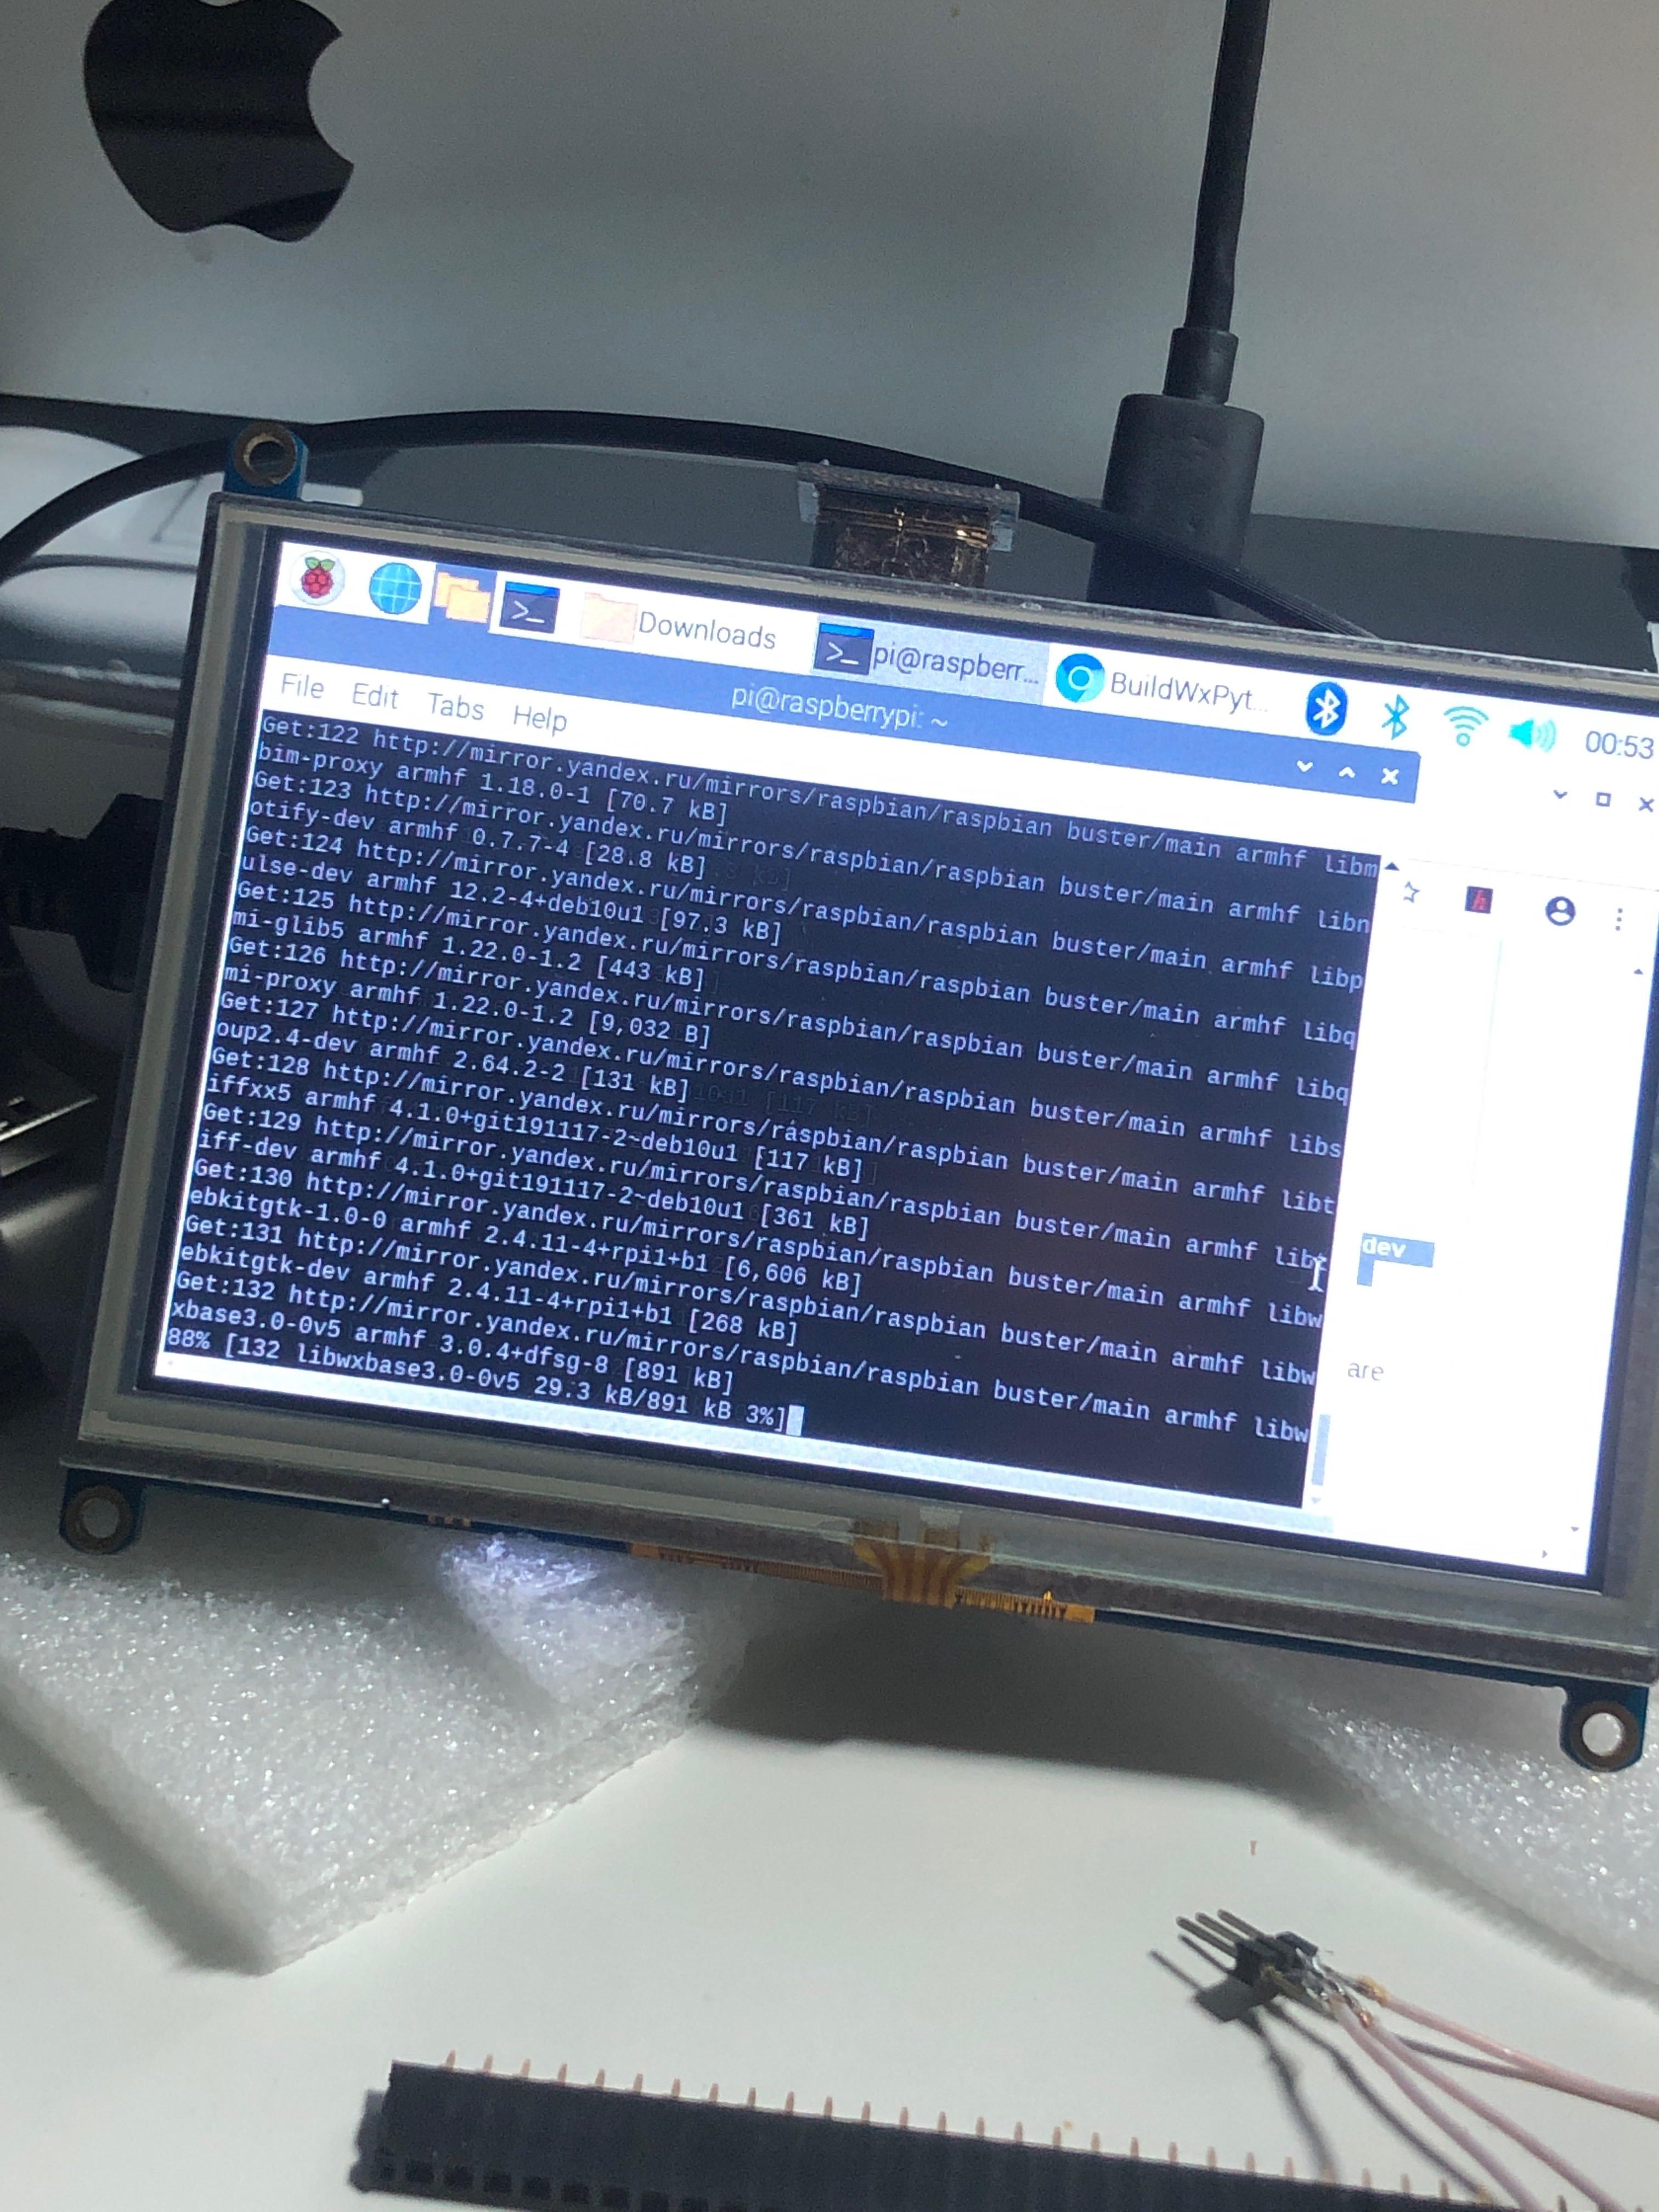 Downloads
pi@raspberr...
BuildWxPyt...
00:53
pi@raspberrypi: ~
File Edit Tabs Help
Get:122 http://mirror.yandex.ru/mirrors/raspbian/raspbian buster/main armhf libm
bim-proxy armhf 1.18.0-1 [70.7 kB]
Get:123 http://mirror.yandex.ru/mirrors/raspbian/raspbian buster/main armhf libn
otify-dev armhf 0.7.7-4 [28.8 kB]
Get:124 http://mirror.yandex.ru/mirrors/raspbian/raspbian buster/main armhf libp
ulse-dev armhf 12.2-4+deb10u1 [97.3 kB]
Get:125 http://mirror.yandex.ru/mirrors/raspbian/raspbian buster/main armhf libq
mi-glib5 armhf 1.22.0-1.2 [443 kB]
Get:126 http://mirror.yandex.ru/mirrors/raspbian/raspbian buster/main armhf libq
mi-proxy armhf 1.22.0-1.2 [9,032 B]
Get:127 http://mirror.yandex.ru/mirrors/raspbian/raspbian buster/main armhf libs
oup2.4-dev armhf 2.64.2-2 [131 kB]
Get:128 http://mirror.yandex.ru/mirrors/raspbian/raspbian buster/main armhf libt
iffxx5 armhf 4.1.0+git191117-2~deb10u1 [117 kB]
Get:129 http://mirror.yandex.ru/mirrors/raspbian/raspbian buster/main armhf libt
iff-dev armhf 4.1.0+git191117-2~deb10u1 [361 kB]
Get:130 http://mirror.yandex.ru/mirrors/raspbian/raspbian buster/main armhf libw
ebkitgtk-1.0-0 armhf 2.4.11-4+rpi1+b1 [6,606 kB]
Get:131 http://mirror.yandex.ru/mirrors/raspbian/raspbian buster/main armhf libw
ebkitgtk-dev armhf 2.4.11-4+rpi1+b1 [268 kB]
Get:132 http://mirror.yandex.ru/mirrors/raspbian/raspbian buster/main armhf libw
xbase3.0-0v5 armhf 3.0.4+dfsg-8 [891 kB]
88% [132 libwxbase3.0-0v5 29.3 kB/891 kB 3%]
dev
are